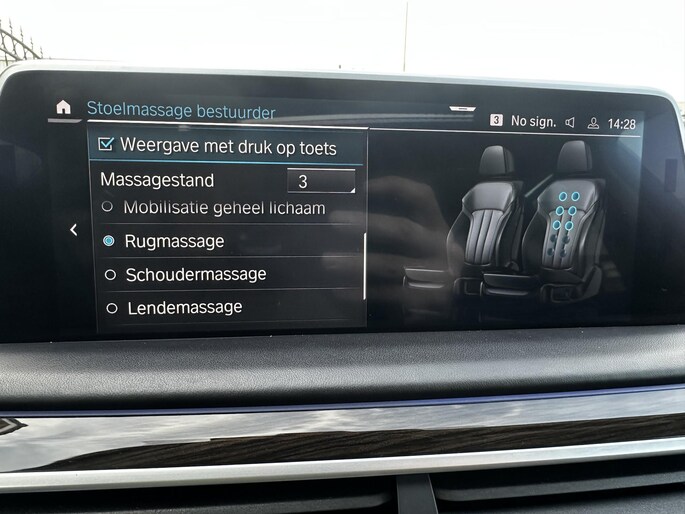 Stoelmassage bestuurder
3 No sign. 14:28
Weergave met druk op toets
Massagestand 3
Mobilisatie geheel lichaam
Rugmassage
Schoudermassage
Lendemassage